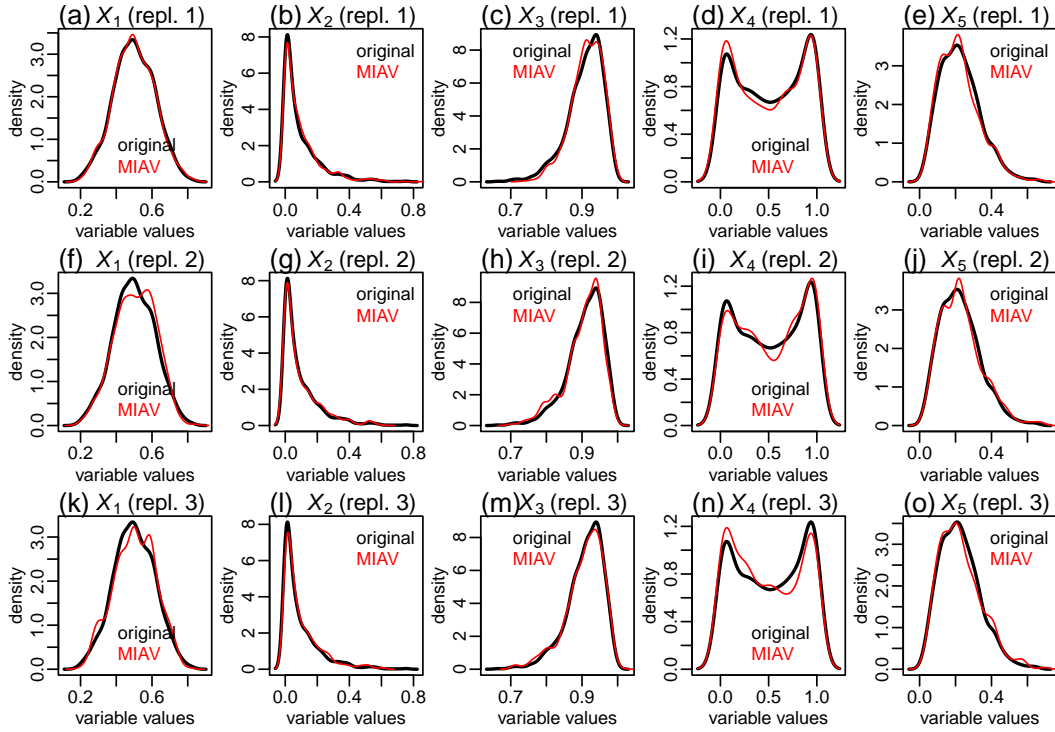 (a) X1 (repl. 1)
density
0.0 1.0 2.0 3.0
original
MIAV
0.2 0.6
variable values
(b) X2 (repl. 1)
density
0 2 4 6 8
original
MIAV
0.0 0.4 0.8
variable values
(c) X3 (repl. 1)
density
0 2 4 6 8
original
MIAV
0.7 0.9
variable values
(d) X4 (repl. 1)
density
0.0 0.4 0.8 1.2
original
MIAV
0.0 0.5 1.0
variable values
(e) X5 (repl. 1)
density
0 1 2 3
original
MIAV
0.0 0.4
variable values
(f) X1 (repl. 2)
density
0.0 1.0 2.0 3.0
original
MIAV
0.2 0.6
variable values
(g) X2 (repl. 2)
density
0 2 4 6 8
original
MIAV
0.0 0.4 0.8
variable values
(h) X3 (repl. 2)
density
0 2 4 6 8
original
MIAV
0.7 0.9
variable values
(i) X4 (repl. 2)
density
0.0 0.4 0.8 1.2
original
MIAV
0.0 0.5 1.0
variable values
(j) X5 (repl. 2)
density
0 1 2 3
original
MIAV
0.0 0.4
variable values
(k) X1 (repl. 3)
density
0.0 1.0 2.0 3.0
original
MIAV
0.2 0.6
variable values
(l) X2 (repl. 3)
density
0 2 4 6 8
original
MIAV
0.0 0.4 0.8
variable values
(m) X3 (repl. 3)
density
0 2 4 6 8
original
MIAV
0.7 0.9
variable values
(n) X4 (repl. 3)
density
0.0 0.4 0.8 1.2
original
MIAV
0.0 0.5 1.0
variable values
(o) X5 (repl. 3)
density
0.0 1.0 2.0 3.0
original
MIAV
0.0 0.4
variable values